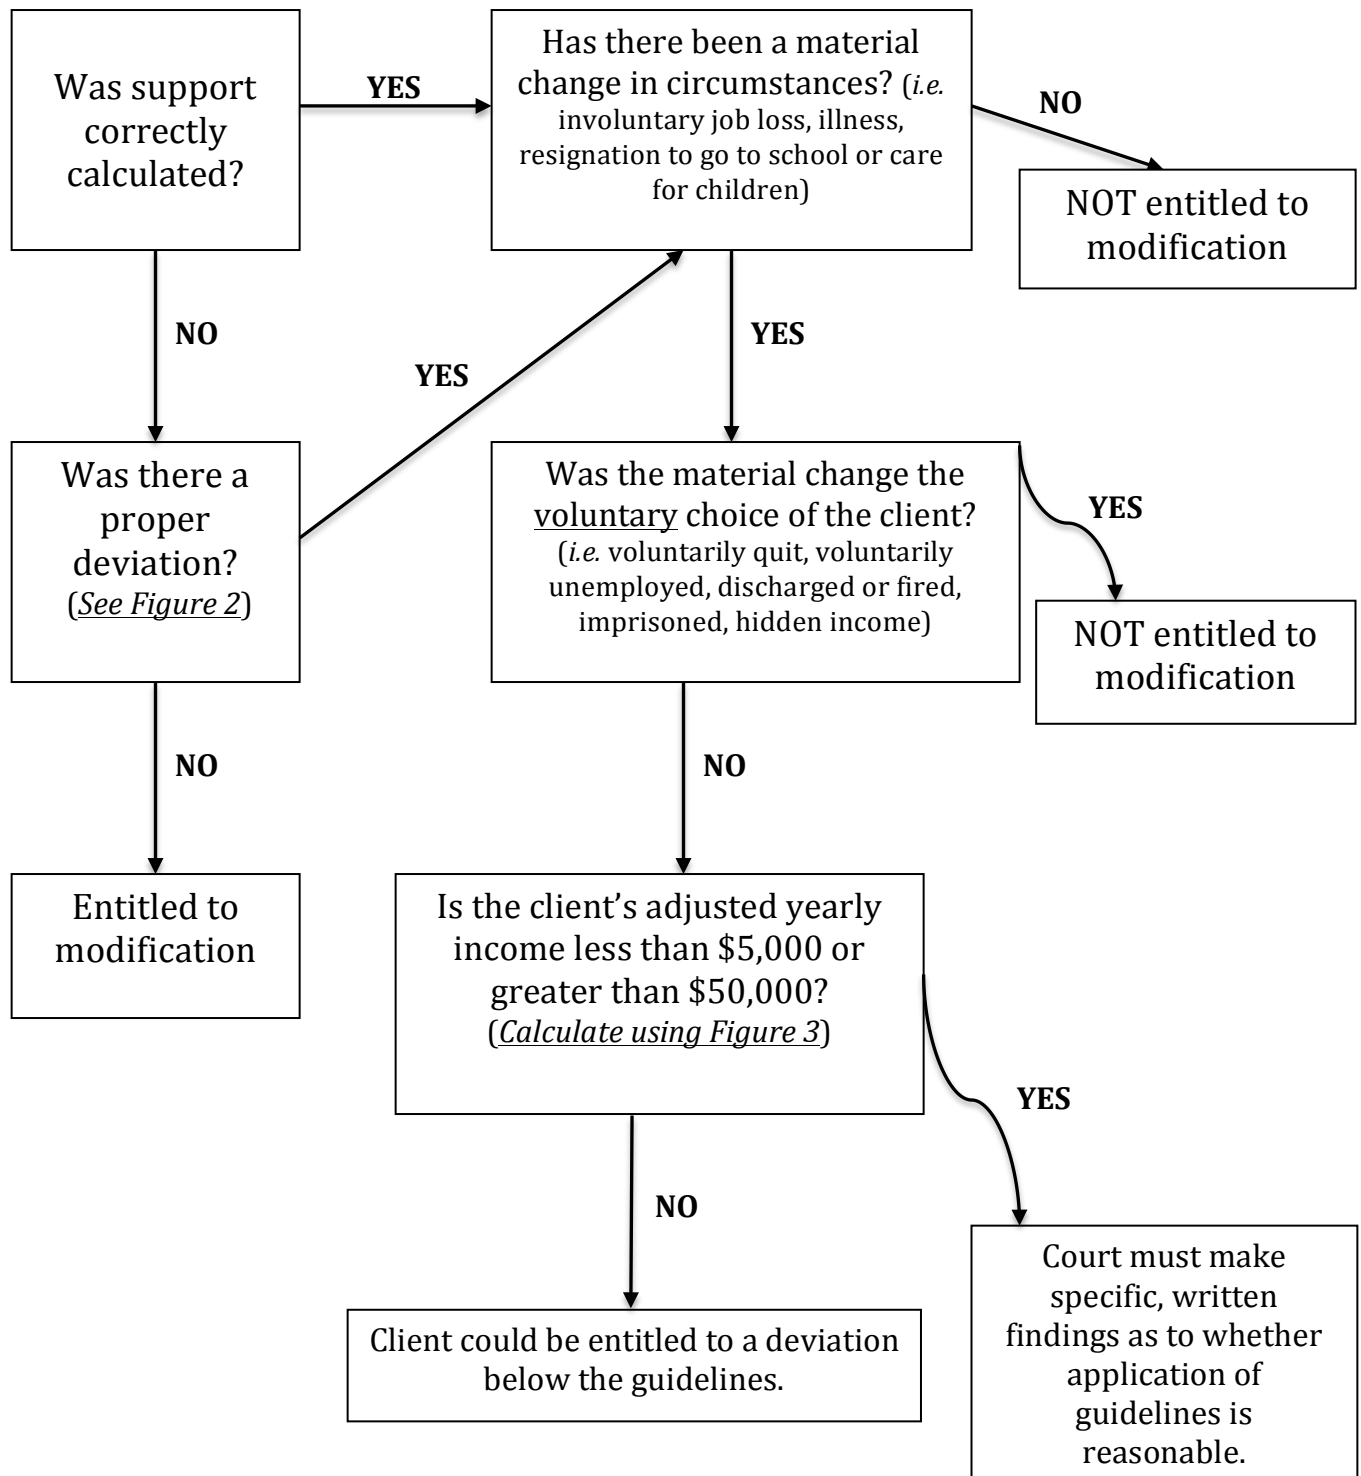 Was support
correctly
calculated?
YES
Has there been a material
change in circumstances? (i.e.
involuntary job loss, illness,
resignation to go to school or care
for children)
NO
NOT entitled to
modification
NO
YES
YES
Was there a
proper
deviation?
(See Figure 2)
Was the material change the
voluntary choice of the client?
(i.e. voluntarily quit, voluntarily
unemployed, discharged or fired,
imprisoned, hidden income)
YES
NOT entitled to
modification
NO
NO
Entitled to
modification
Is the client’s adjusted yearly
income less than $5,000 or
greater than $50,000?
(Calculate using Figure 3)
YES
NO
Client could be entitled to a deviation
below the guidelines.
Court must make
specific, written
findings as to whether
application of
guidelines is
reasonable.